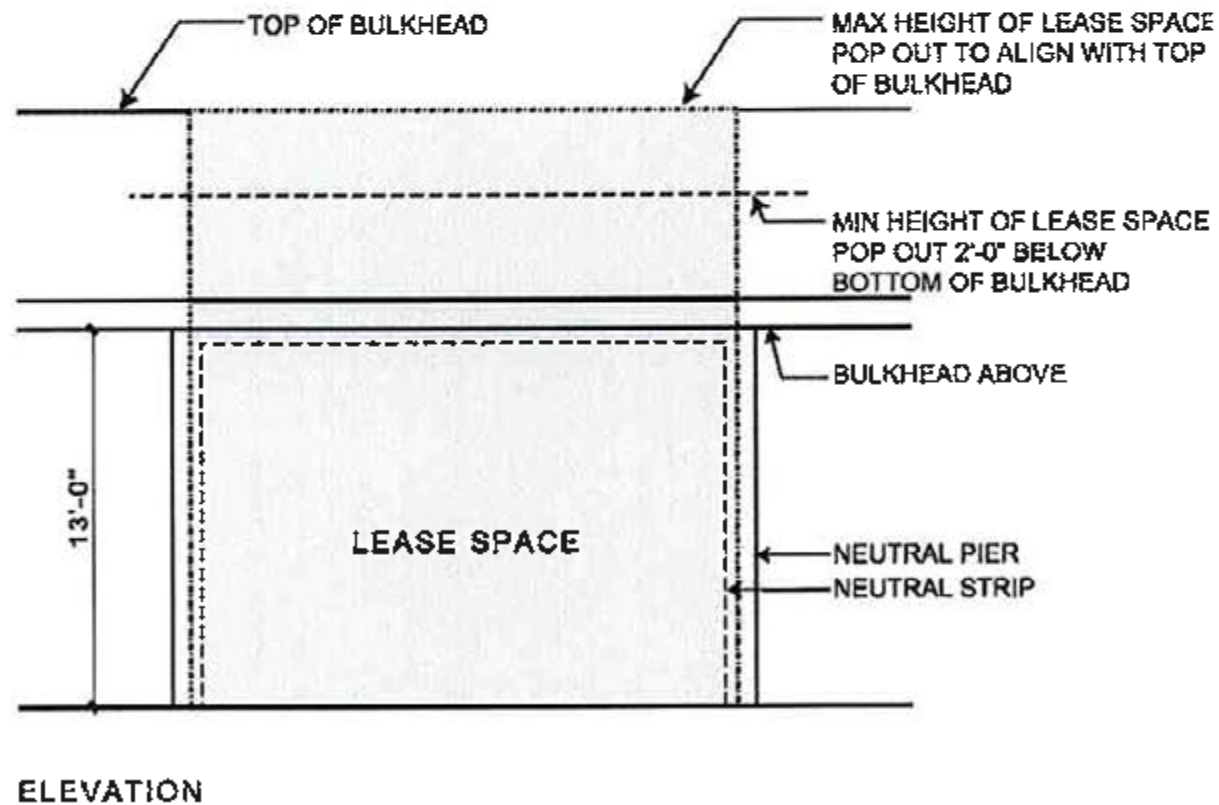 TOP OF BULKHEAD
MAX HEIGHT OF LEASE SPACE
POP OUT TO ALIGN WITH TOP
OF BULKHEAD
MIN HEIGHT OF LEASE SPACE
POP OUT 2'-0" BELOW
BOTTOM OF BULKHEAD
BULKHEAD ABOVE
13'-0"
LEASE SPACE
NEUTRAL PIER
NEUTRAL STRIP
ELEVATION